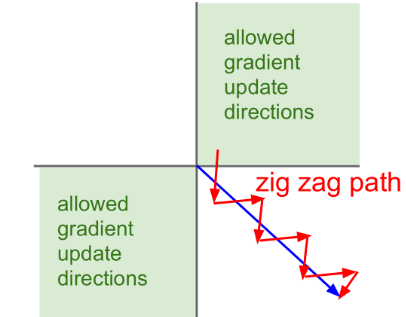 allowed
gradient
update
directions
zig zag path
allowed
gradient
update
directions